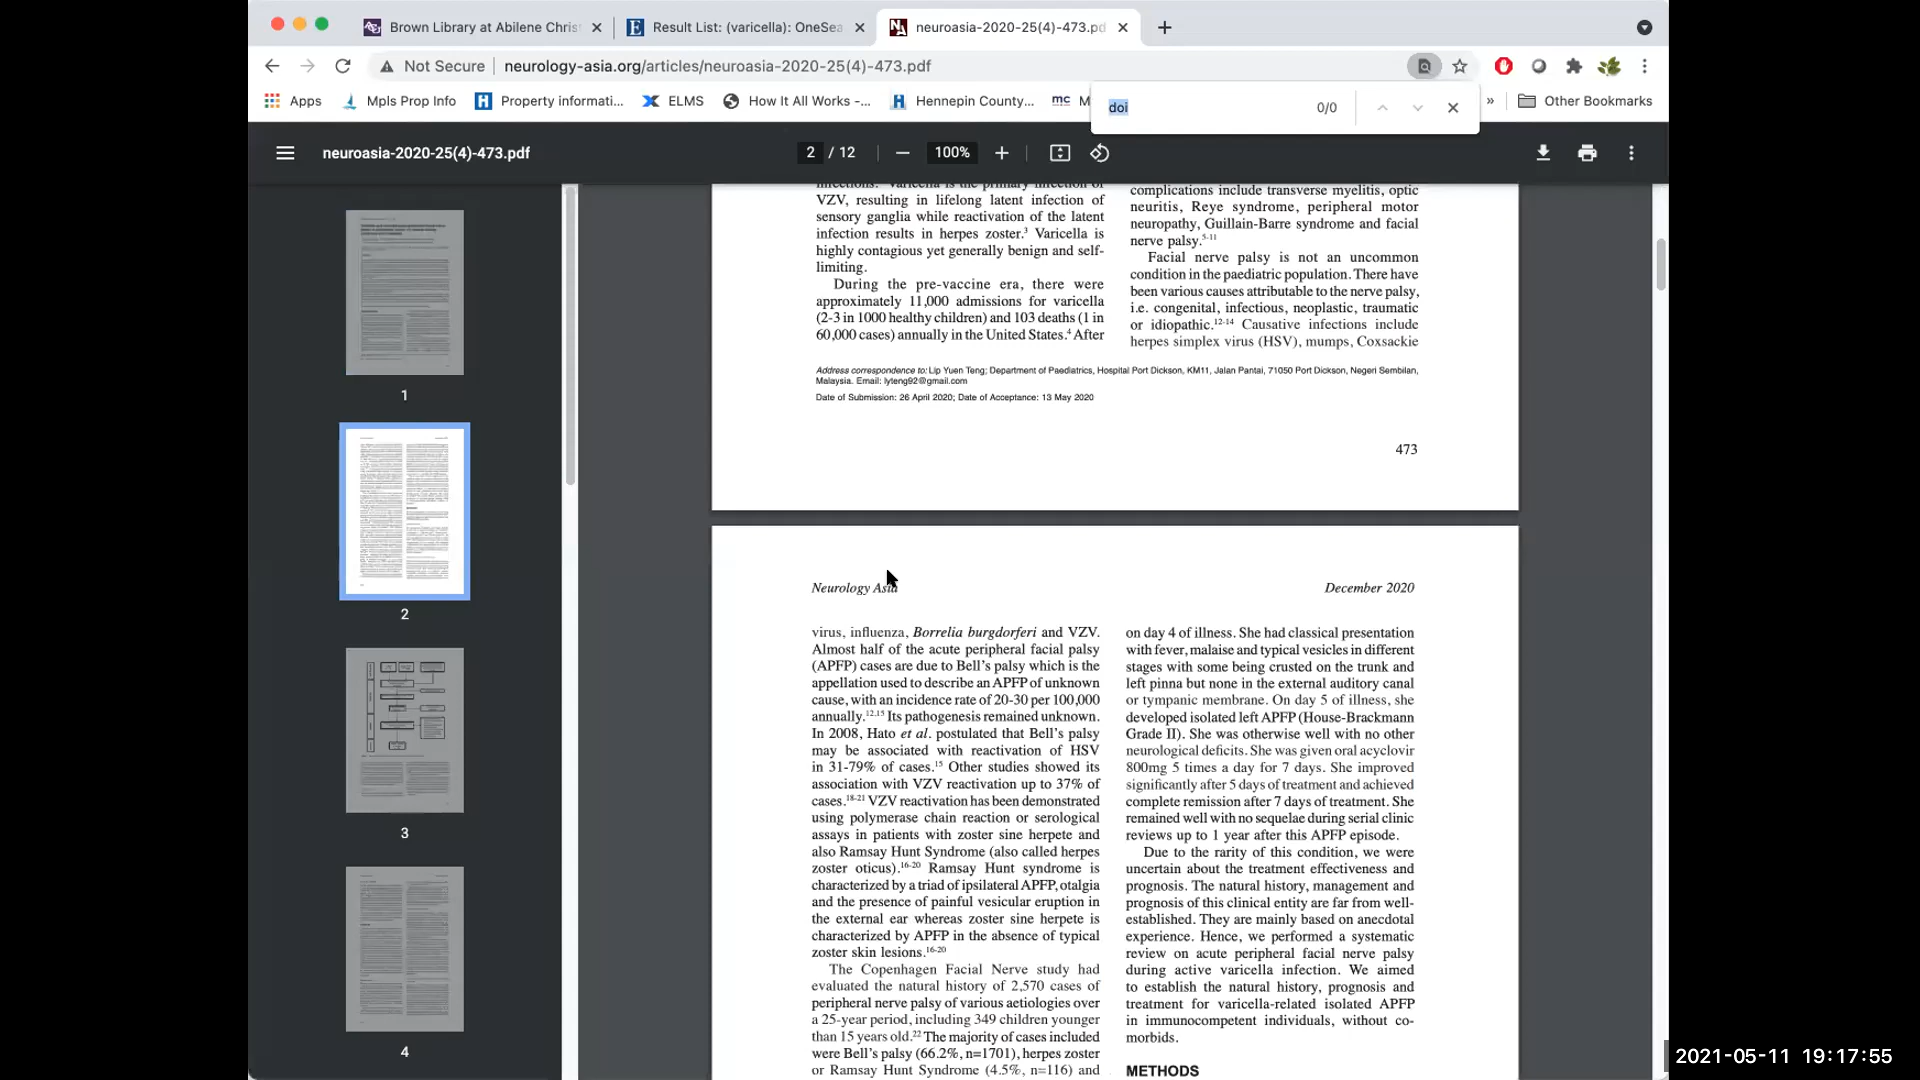 Brown Library at Abilene Chris
Result List: (varicella): OneSea
neuroasia-2020-25(4)-473.pd
Not Secure
neurology-asia.org/articles/neuroasia-2020-25(4)-473.pdf
Apps
Mpls Prop Info
Property informati...
ELMS
How It All Works -...
Hennepin County...
mc
M
»
Other Bookmarks
doi
0/0
neuroasia-2020-25(4)-473.pdf
2 / 12
100%
1
2
3
4
infections. Varicella is the primary infection of
VZV, resulting in lifelong latent infection of
sensory ganglia while reactivation of the latent
infection results in herpes zoster.3 Varicella is
highly contagious yet generally benign and self-
limiting.
During the pre-vaccine era, there were
approximately 11,000 admissions for varicella
(2-3 in 1000 healthy children) and 103 deaths (1 in
60,000 cases) annually in the United States.4 After
complications include transverse myelitis, optic
neuritis, Reye syndrome, peripheral motor
neuropathy, Guillain-Barre syndrome and facial
nerve palsy.5-11
Facial nerve palsy is not an uncommon
condition in the paediatric population. There have
been various causes attributable to the nerve palsy,
i.e. congenital, infectious, neoplastic, traumatic
or idiopathic.12-14 Causative infections include
herpes simplex virus (HSV), mumps, Coxsackie
Address correspondence to: Lip Yuen Teng; Department of Paediatrics, Hospital Port Dickson, KM11, Jalan Pantai, 71050 Port Dickson, Negeri Sembilan,
Malaysia. Email: lyteng92@gmail.com
Date of Submission: 26 April 2020; Date of Acceptance: 13 May 2020
473
Neurology Asia
December 2020
virus, influenza, Borrelia burgdorferi and VZV.
Almost half of the acute peripheral facial palsy
(APFP) cases are due to Bell's palsy which is the
appellation used to describe an APFP of unknown
cause, with an incidence rate of 20-30 per 100,000
annually.12,15 Its pathogenesis remained unknown.
In 2008, Hato et al. postulated that Bell's palsy
may be associated with reactivation of HSV
in 31-79% of cases.15 Other studies showed its
association with VZV reactivation up to 37% of
cases.18-21 VZV reactivation has been demonstrated
using polymerase chain reaction or serological
assays in patients with zoster sine herpete and
also Ramsay Hunt Syndrome (also called herpes
zoster oticus).16-20 Ramsay Hunt syndrome is
characterized by a triad of ipsilateral APFP, otalgia
and the presence of painful vesicular eruption in
the external ear whereas zoster sine herpete is
characterized by APFP in the absence of typical
zoster skin lesions.16-20
The Copenhagen Facial Nerve study had
evaluated the natural history of 2,570 cases of
peripheral nerve palsy of various aetiologies over
a 25-year period, including 349 children younger
than 15 years old.22 The majority of cases included
were Bell's palsy (66.2%, n=1701), herpes zoster
or Ramsay Hunt Syndrome (4.5%, n=116) and
on day 4 of illness. She had classical presentation
with fever, malaise and typical vesicles in different
stages with some being crusted on the trunk and
left pinna but none in the external auditory canal
or tympanic membrane. On day 5 of illness, she
developed isolated left APFP (House-Brackmann
Grade II). She was otherwise well with no other
neurological deficits. She was given oral acyclovir
800mg 5 times a day for 7 days. She improved
significantly after 5 days of treatment and achieved
complete remission after 7 days of treatment. She
remained well with no sequelae during serial clinic
reviews up to 1 year after this APFP episode.
Due to the rarity of this condition, we were
uncertain about the treatment effectiveness and
prognosis. The natural history, management and
prognosis of this clinical entity are far from well-
established. They are mainly based on anecdotal
experience. Hence, we performed a systematic
review on acute peripheral facial nerve palsy
during active varicella infection. We aimed
to establish the natural history, prognosis and
treatment for varicella-related isolated APFP
in immunocompetent individuals, without co-
morbids.
METHODS
2021-05-11 19:17:55